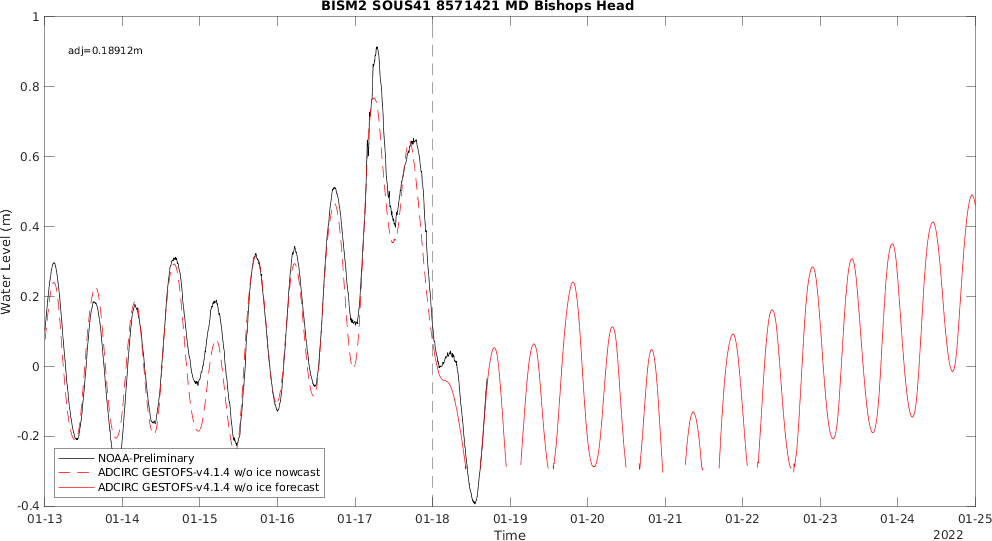 BISM2 SOUS41 8571421 MD Bishops Head
adj=0.18912m
Water Level (m)
1
0.8
0.6
0.4
0.2
0
-0.2
-0.4
NOAA-Preliminary
ADCIRC GESTOFS-v4.1.4 w/o ice nowcast
ADCIRC GESTOFS-v4.1.4 w/o ice forecast
01-13 01-14 01-15 01-16 01-17 01-18 01-19 01-20 01-21 01-22 01-23 01-24 01-25
Time
2022